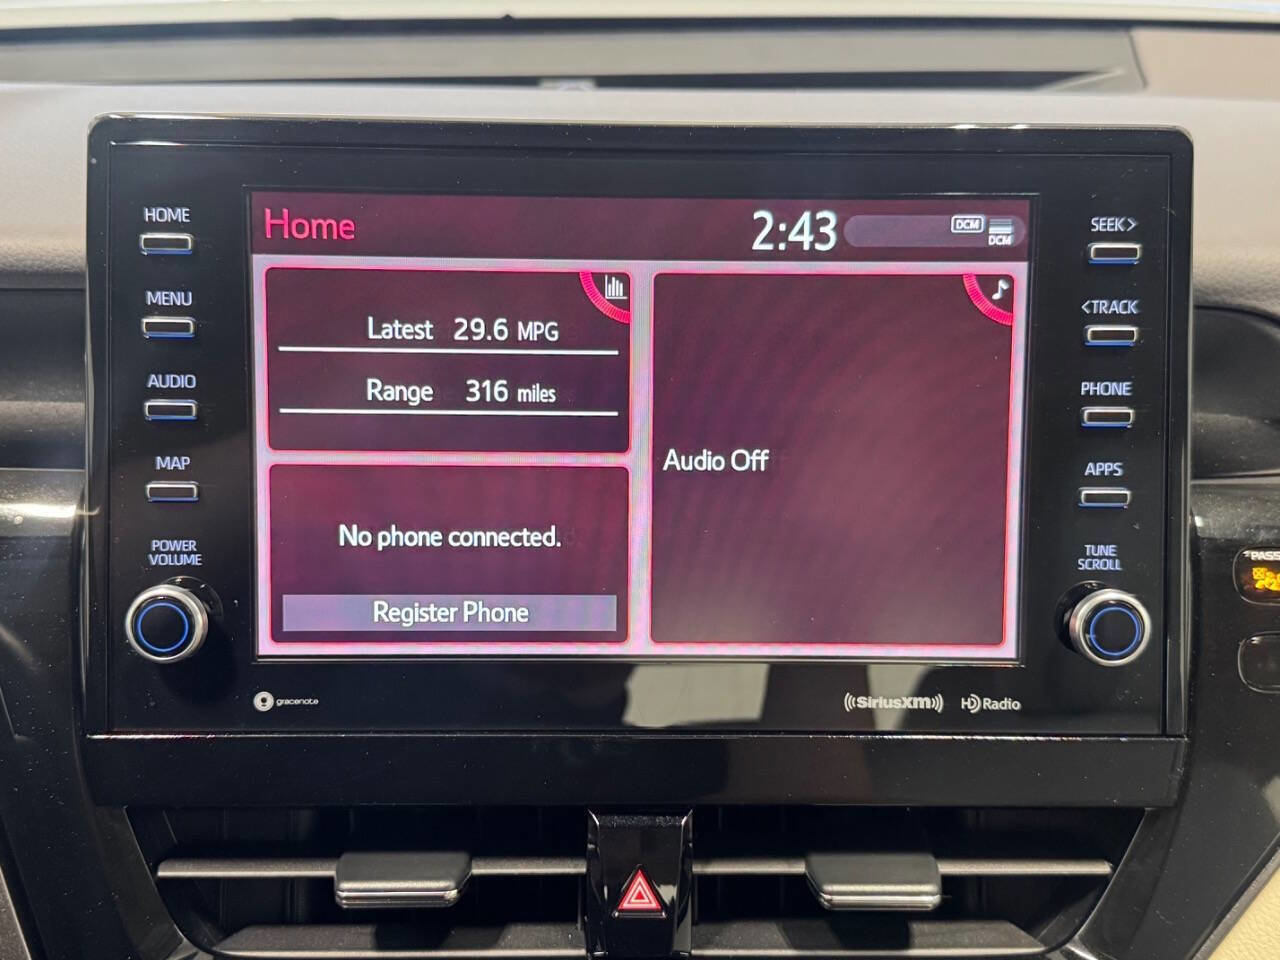 HOME
MENU
AUDIO
MAP
POWER
VOLUME
Home
2:43
DCM
DCM
Latest 29.6 MPG
Range 316 miles
No phone connected.
Register Phone
Audio Off
SEEK>
<TRACK
PHONE
APPS
TUNE
SCROLL
gracenote
((SiriusXM))
HD Radio
PASS